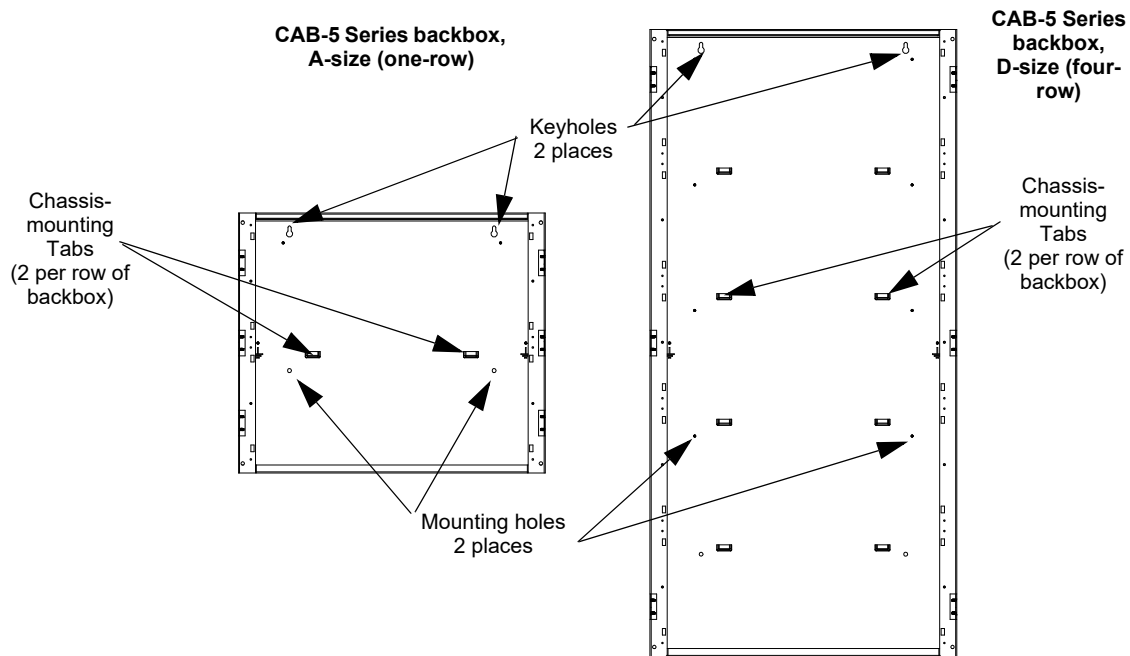 CAB-5 Series backbox,
A-size (one-row)
CAB-5 Series
backbox,
D-size (four-
row)
Keyholes
2 places
Chassis-
mounting
Tabs
(2 per row of
backbox)
Chassis-
mounting
Tabs
(2 per row of
backbox)
Mounting holes
2 places